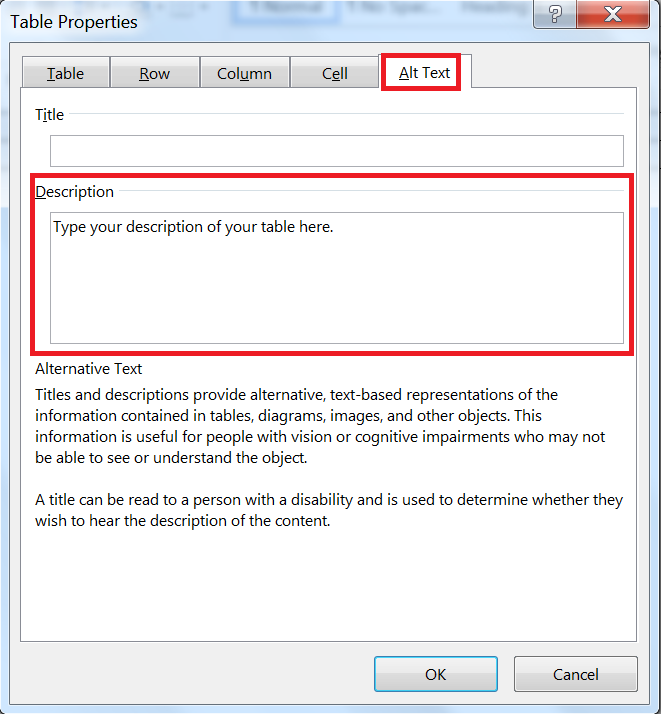 ¶ Normal ¶ No Spac... Heading
Table Properties
?
Table Row Column Cell Alt Text
Title
Description
Type your description of your table here.
Alternative Text
Titles and descriptions provide alternative, text-based representations of the
information contained in tables, diagrams, images, and other objects. This
information is useful for people with vision or cognitive impairments who may not
be able to see or understand the object.
A title can be read to a person with a disability and is used to determine whether they
wish to hear the description of the content.
OK Cancel